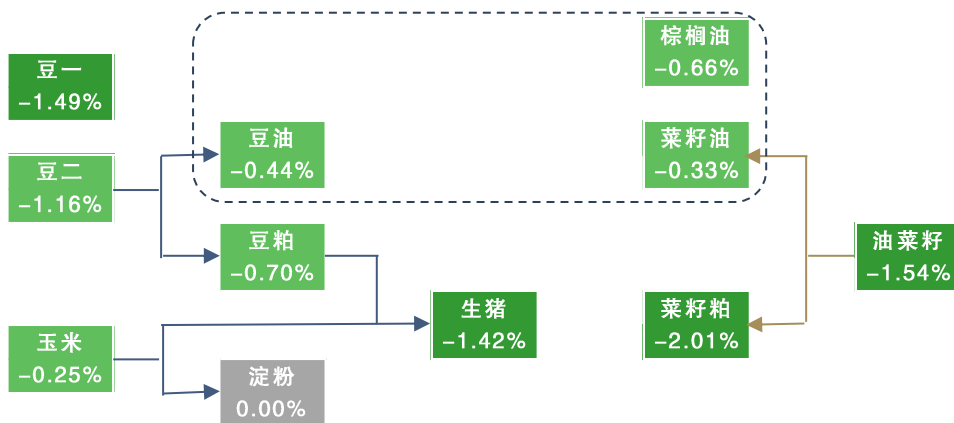 棕榈油
-0.66%
豆一
-1.49%
豆油
-0.44%
菜籽油
-0.33%
豆二
-1.16%
豆粕
-0.70%
油菜籽
-1.54%
生猪
-1.42%
菜籽粕
-2.01%
玉米
-0.25%
淀粉
0.00%